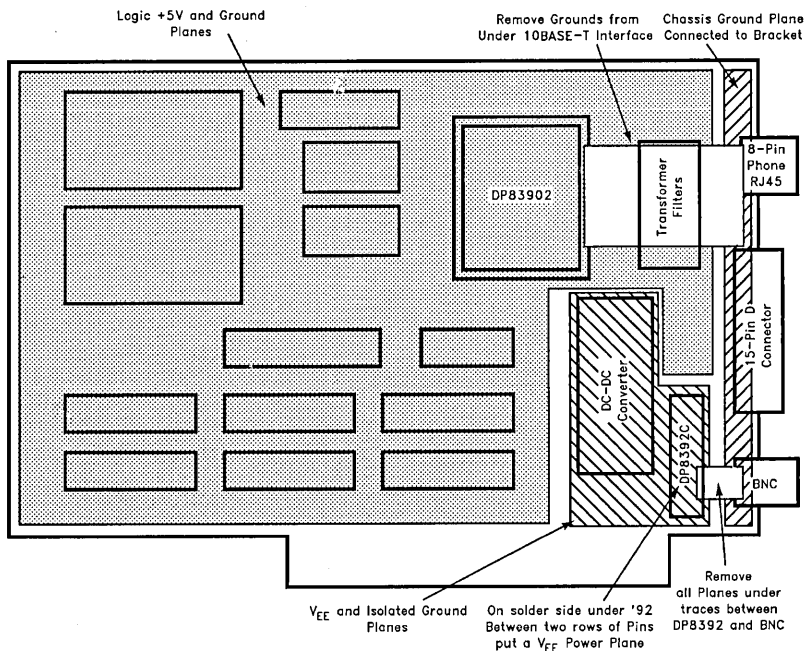 Logic +5V and Ground
Planes
Remove Grounds from
Under 10BASE-T Interface
Chassis Ground Plane
Connected to Bracket
DP83902
Transformer
Filters
8-Pin
Phone
RJ45
15-Pin D
Connector
DC-DC
Converter
DP8392C
BNC
VEE and Isolated Ground
Planes
On solder side under '92
Between two rows of Pins
put a VEE Power Plane
Remove
all Planes under
traces between
DP8392 and BNC